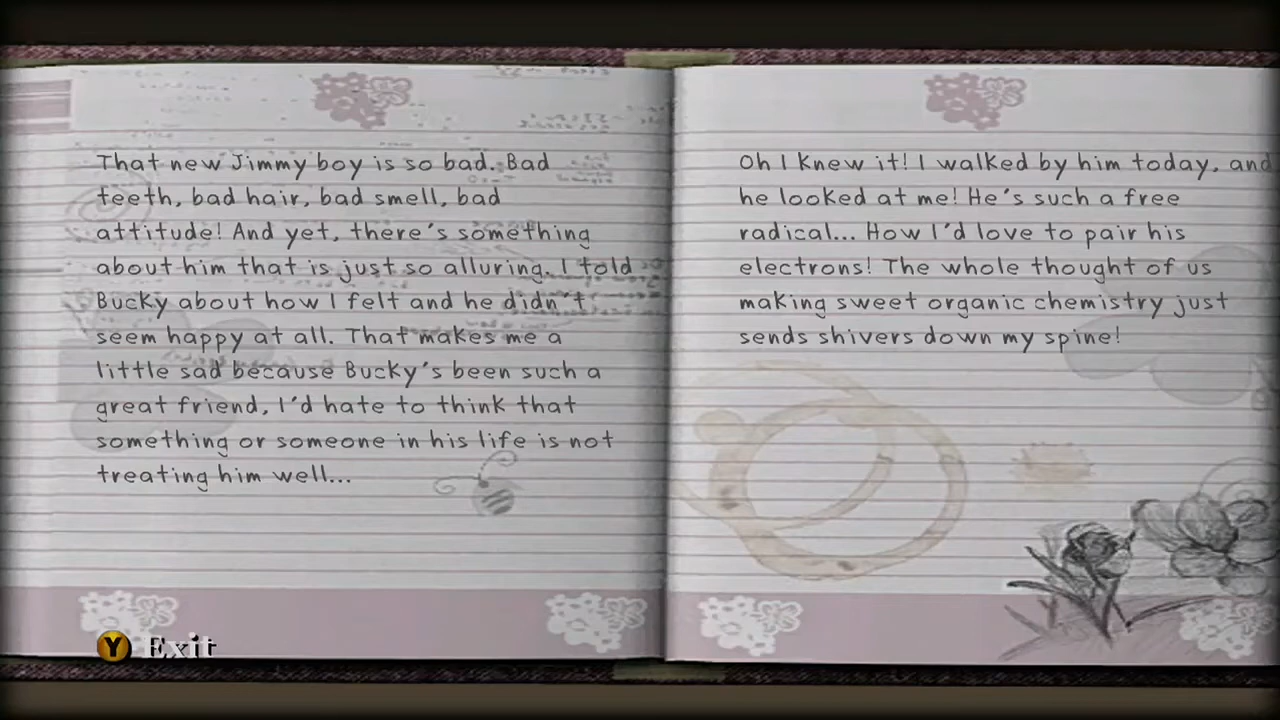 That new Jimmy boy is so bad. Bad
teeth, bad hair, bad smell, bad
attitude! And yet, there's something
about him that is just so alluring. I told
Bucky about how I felt and he didn't
seem happy at all. That makes me a
little sad because Bucky's been such a
great friend, I'd hate to think that
something or someone in his life is not
treating him well...
Oh I knew it! I walked by him today, and
he looked at me! He's such a free
radical... How I'd love to pair his
electrons! The whole thought of us
making sweet organic chemistry just
sends shivers down my spine!
Y Exit